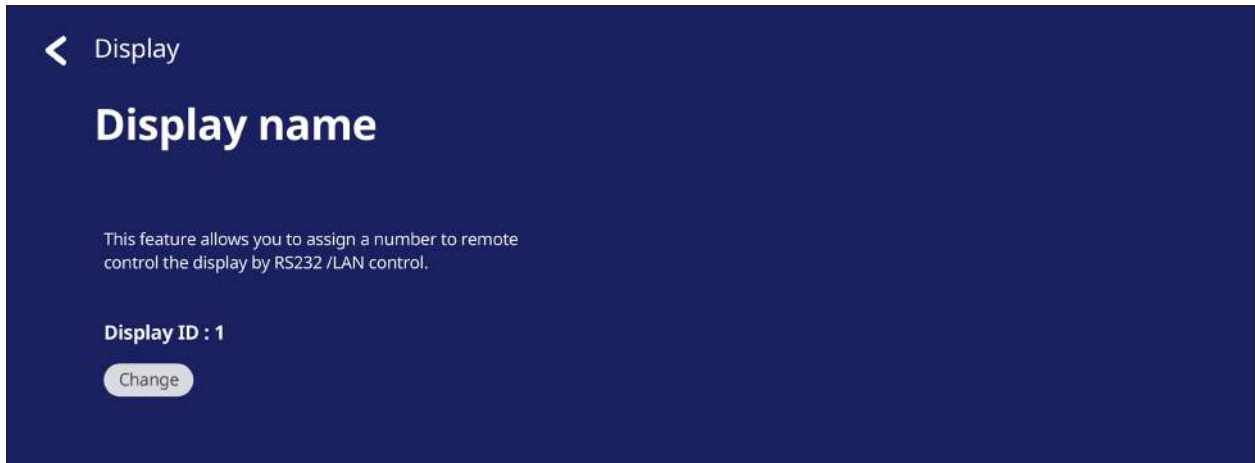 Display
Display name
This feature allows you to assign a number to remote
control the display by RS232 /LAN control.
Display ID : 1
Change